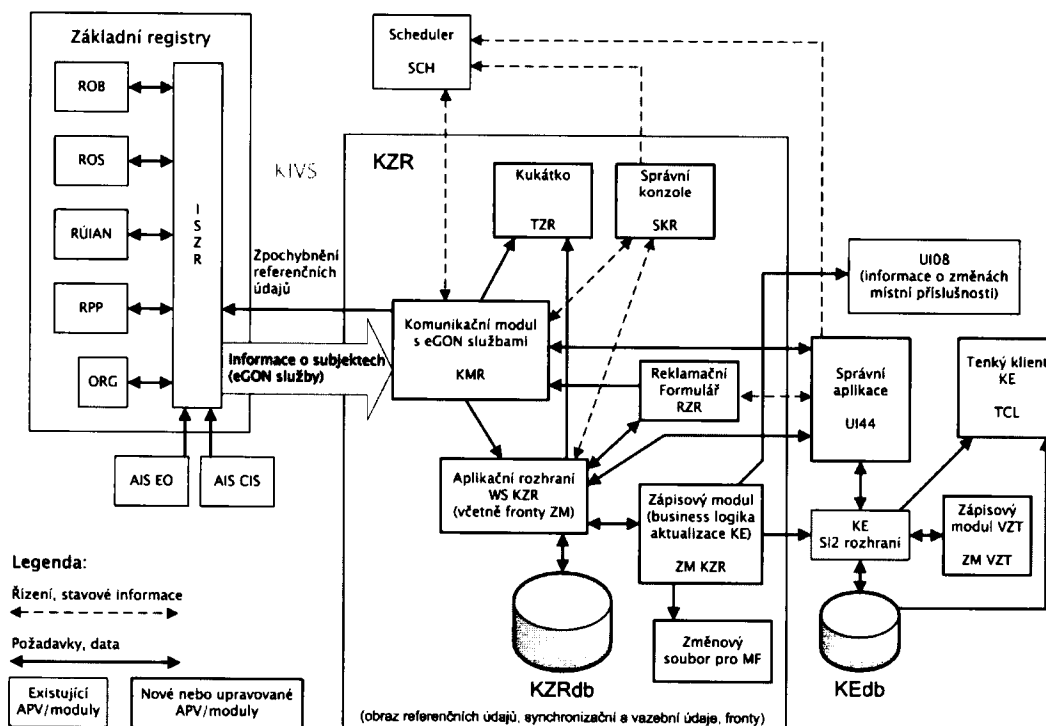 Základní registry
ROB
ROS
RÚIAN
RPP
ORG
I
S
Z
R
AIS EO
AIS CIS
KIVS
Scheduler
SCH
KZR
Kukátko
TZR
Správní
konzole
SKR
Zpochybnění
referenčních
údajů
Informace o subjektech
(eGON služby)
Komunikační modul
s eGON službami
KMR
Reklamační
Formulář
RZR
Aplikační rozhraní
WS KZR
(včetně fronty ZM)
Zápisový modul
(business logika
aktualizace KE)
ZM KZR
Změnový
soubor pro MF
KZRdb
(obraz referenčních údajů, synchronizační a vazební údaje, fronty)
UI08
(informace o změnách
místní příslušnosti)
Správní
aplikace
UI44
Tenký klient
KE
TCL
KE
SI2 rozhraní
Zápisový
modul VZT
ZM VZT
KEdb
Legenda:
Řízení, stavové informace
Požadavky, data
Existující
APV/moduly
Nové nebo upravované
APV/moduly